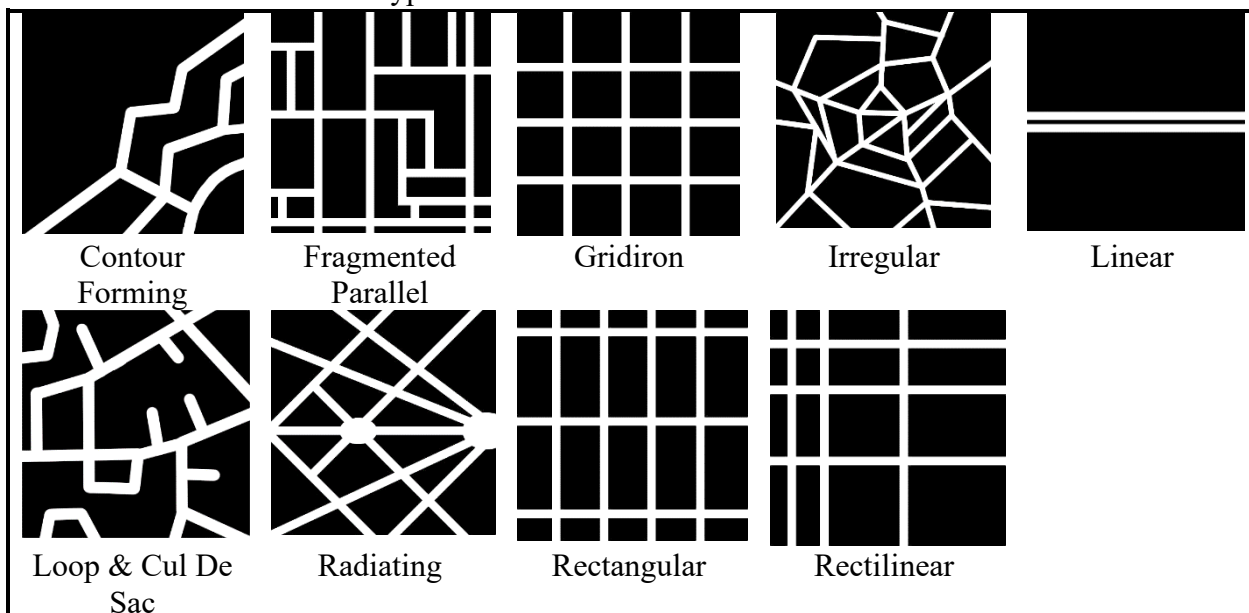 Contour
Forming
Fragmented
Parallel
Gridiron
Irregular
Linear
Loop & Cul De
Sac
Radiating
Rectangular
Rectilinear